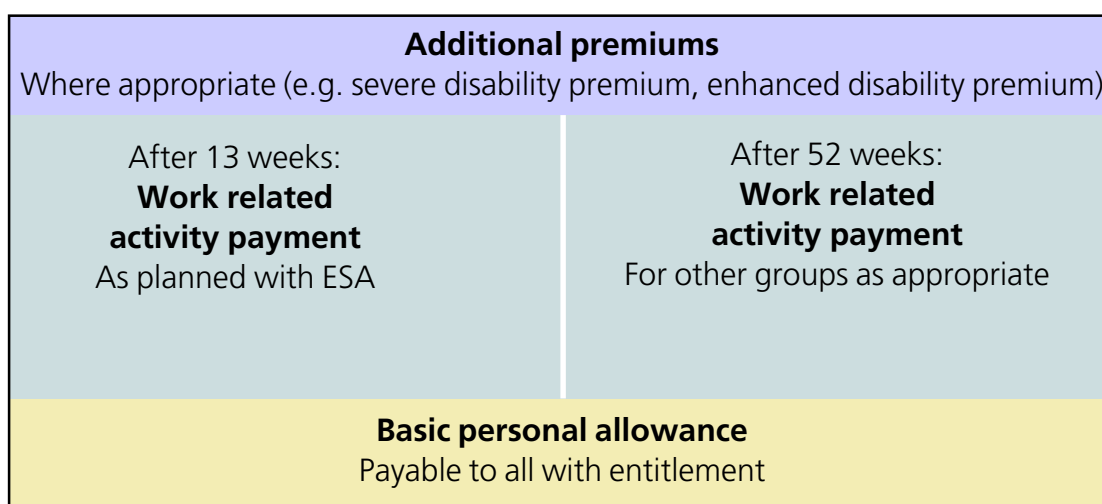 Additional premiums
Where appropriate (e.g. severe disability premium, enhanced disability premium)
After 13 weeks:
Work related
activity payment
As planned with ESA
After 52 weeks:
Work related
activity payment
For other groups as appropriate
Basic personal allowance
Payable to all with entitlement